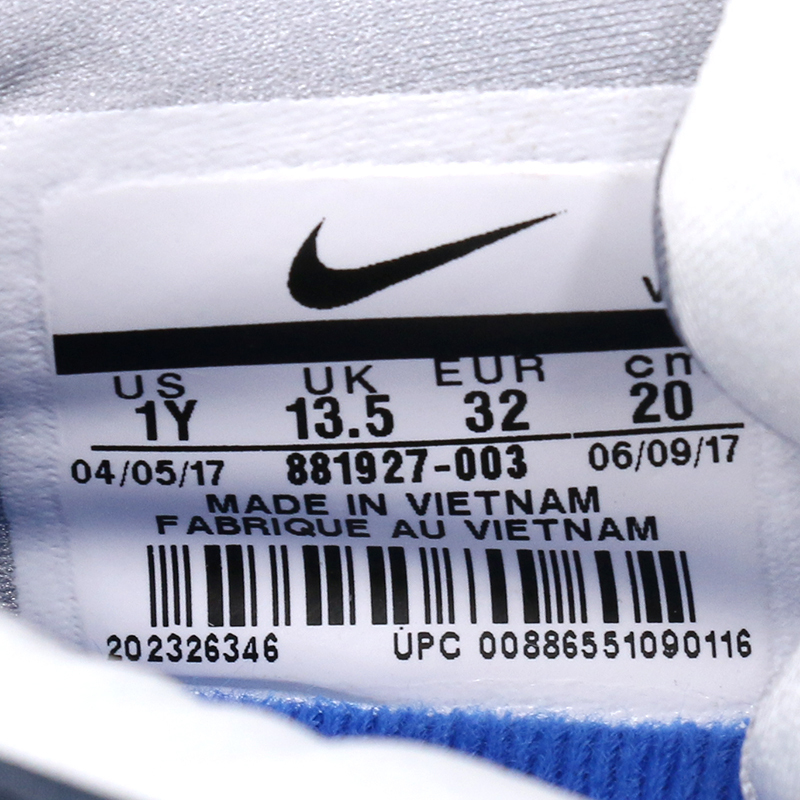 US UK EUR cm
1Y 13.5 32 20
04/05/17 881927-003 06/09/17
MADE IN VIETNAM
FABRIQUE AU VIETNAM
202326346 UPC 00886551090116